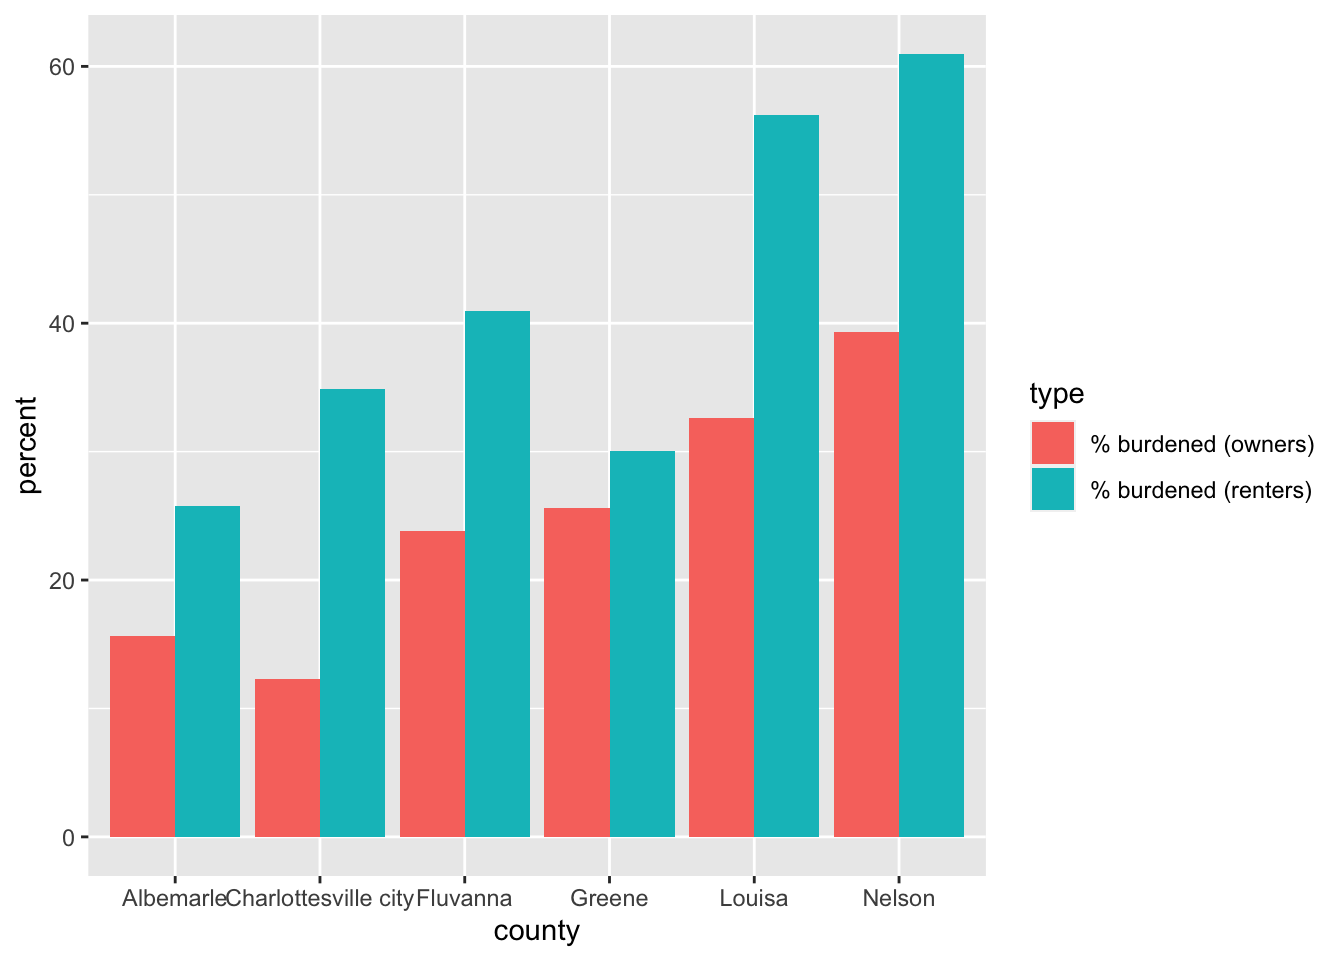 60
40
20
0
percent
Albemarle Charlottesville city Fluvanna Greene Louisa Nelson
county
type
% burdened (owners)
% burdened (renters)